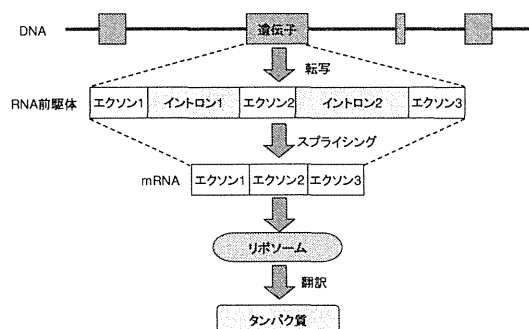 DNA
遺伝子
転写
RNA前駆体
エクソン1 イントロン1 エクソン2 イントロン2 エクソン3
スプライシング
mRNA
エクソン1 エクソン2 エクソン3
リボソーム
翻訳
タンパク質